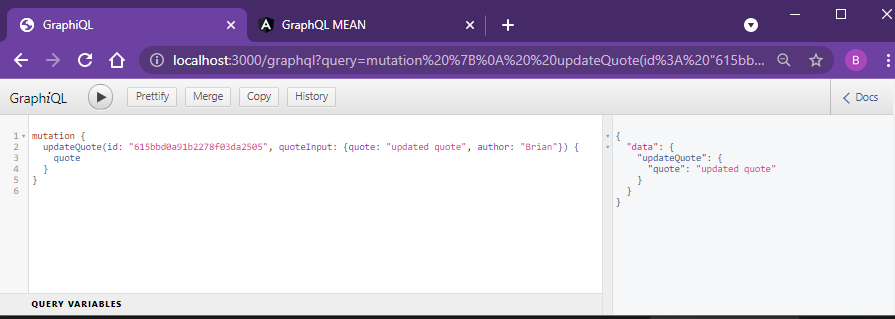 GraphiQL
GraphQL MEAN
localhost:3000/graphql?query=mutation%20%7B%0A%20%20updateQuote(id%3A%20"615bb...
B
GraphiQL
Prettify
Merge
Copy
History
Docs
1 mutation {
2 updateQuote(id: "615bbd0a91b2278f03da2505", quoteInput: {quote: "updated quote", author: "Brian"}) {
3 quote
4 }
5 }
6
{
"data": {
"updateQuote": {
"quote": "updated quote"
}
}
}
QUERY VARIABLES